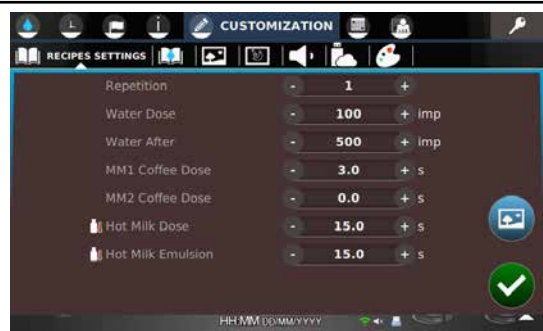 CUSTOMIZATION
RECIPES SETTINGS
Repetition - 1 +
Water Dose - 100 + imp
Water After - 500 + imp
MM1 Coffee Dose - 3.0 + s
MM2 Coffee Dose - 0.0 + s
Hot Milk Dose - 15.0 + s
Hot Milk Emulsion - 15.0 + s
HH:MM DD/MM/YYYY